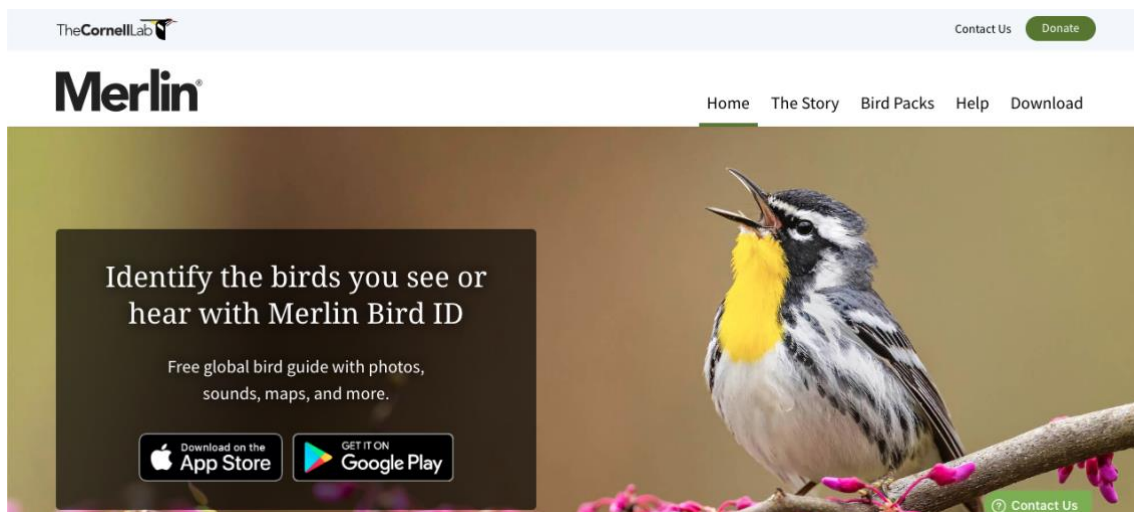 TheCornellLab
Contact Us
Donate
Merlin®
Home
The Story
Bird Packs
Help
Download
Identify the birds you see or
hear with Merlin Bird ID
Free global bird guide with photos,
sounds, maps, and more.
Download on the
App Store
GET IT ON
Google Play
? Contact Us